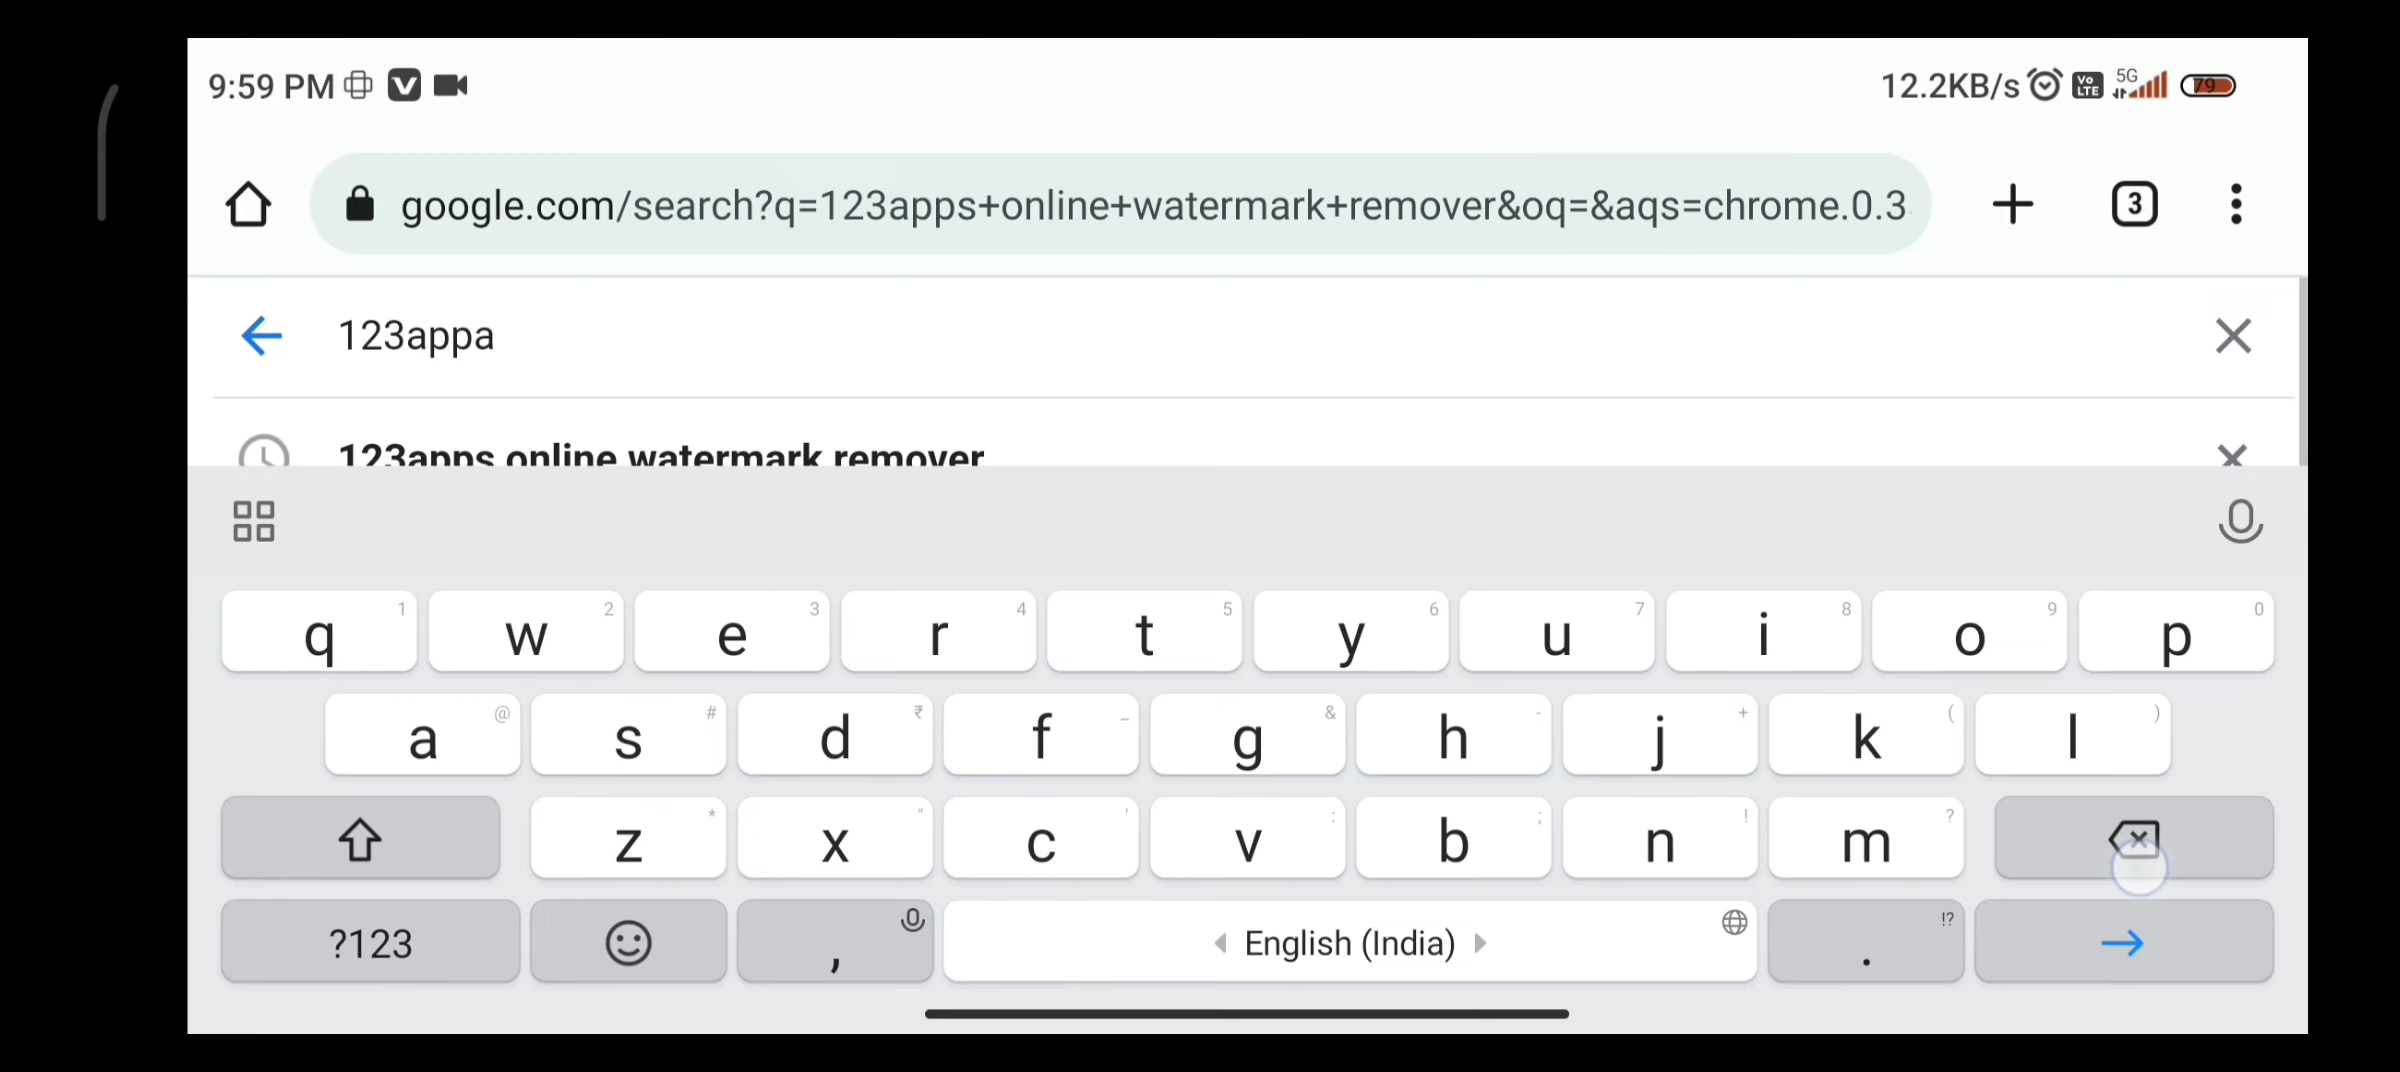 9:59 PM
12.2KB/s Vo LTE 5G 79
google.com/search?q=123apps+online+watermark+remover&oq=&aqs=chrome.0.3
3
123appa
123apps online watermark remover
q 1 w 2 e 3 r 4 t 5 y 6 u 7 i 8 o 9 p 0
a @ s # d ₹ f _ g & h - j + k ( l )
z * x " c ' v : b ; n ! m ?
?123 , English (India) . !?